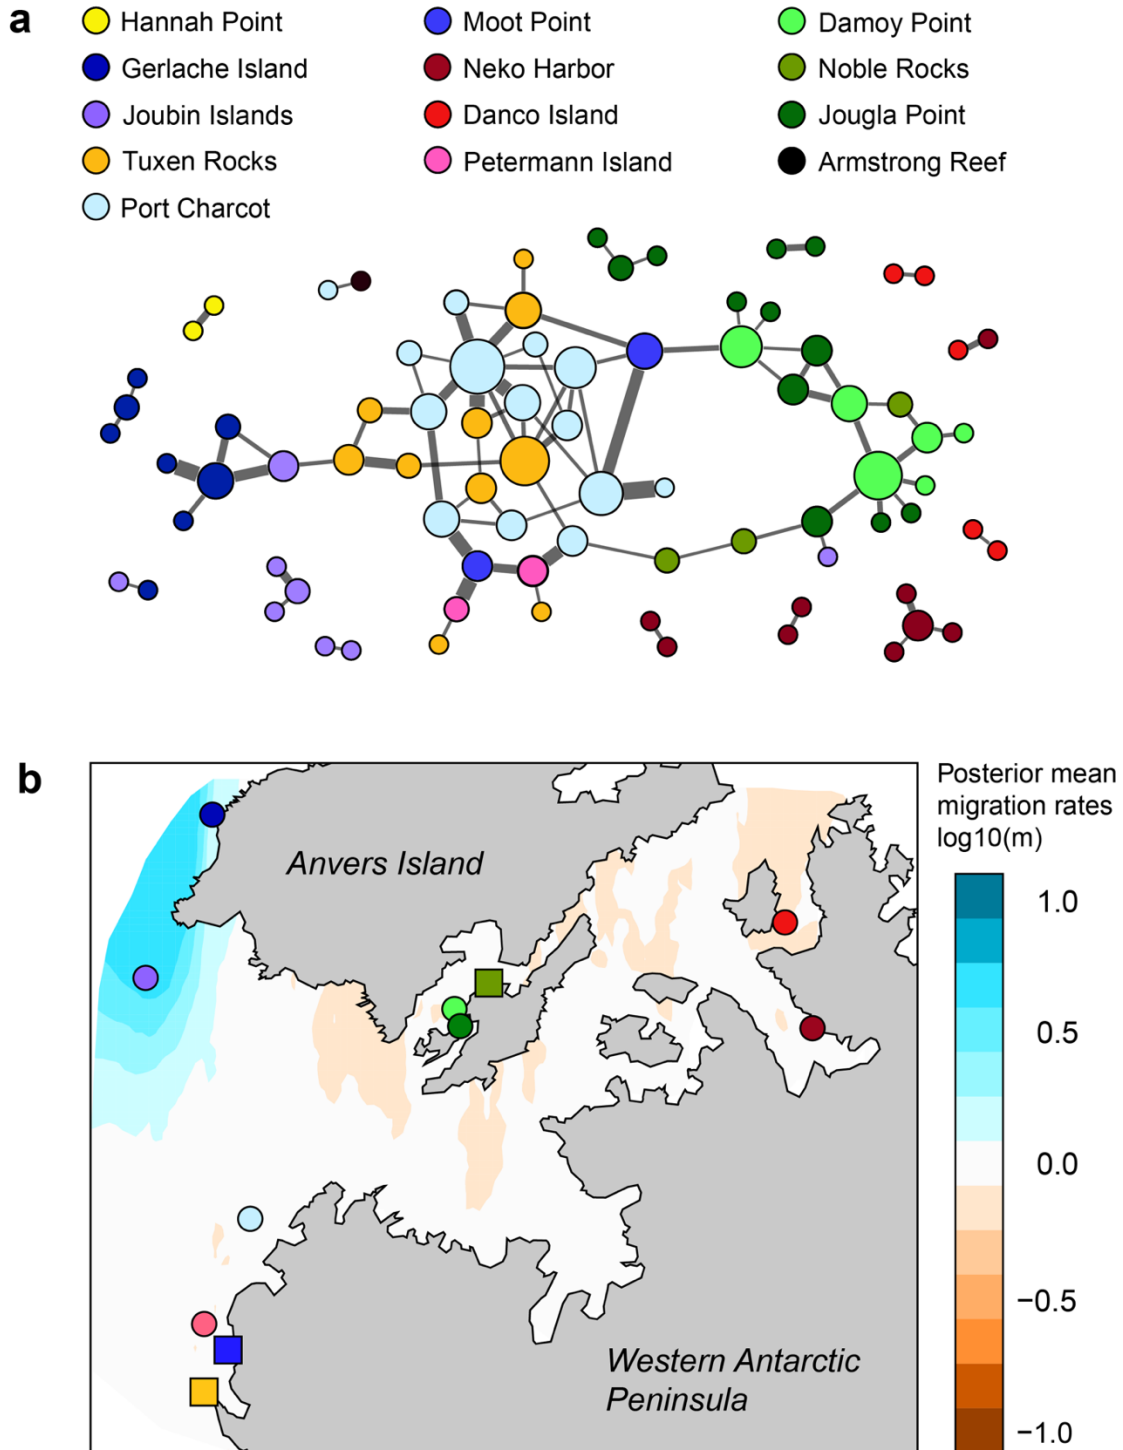 a
Hannah Point
Moot Point
Damoy Point
Gerlache Island
Neko Harbor
Noble Rocks
Joubin Islands
Danco Island
Jougla Point
Tuxen Rocks
Petermann Island
Armstrong Reef
Port Charcot
b
Posterior mean
migration rates
log10(m)
Anvers Island
1.0
0.5
0.0
−0.5
−1.0
Western Antarctic
Peninsula